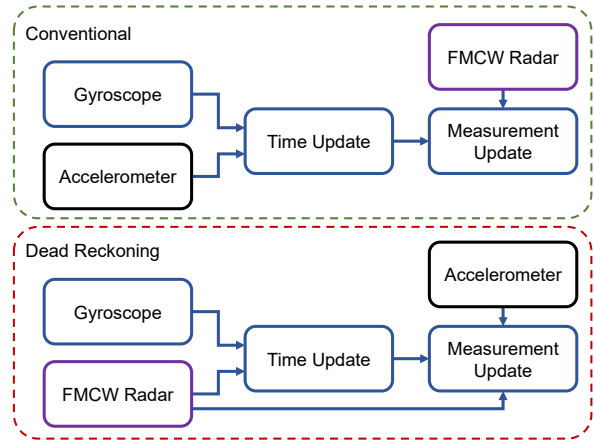 Conventional
FMCW Radar
Gyroscope
Time Update
Measurement
Update
Accelerometer
Dead Reckoning
Accelerometer
Gyroscope
Time Update
Measurement
Update
FMCW Radar